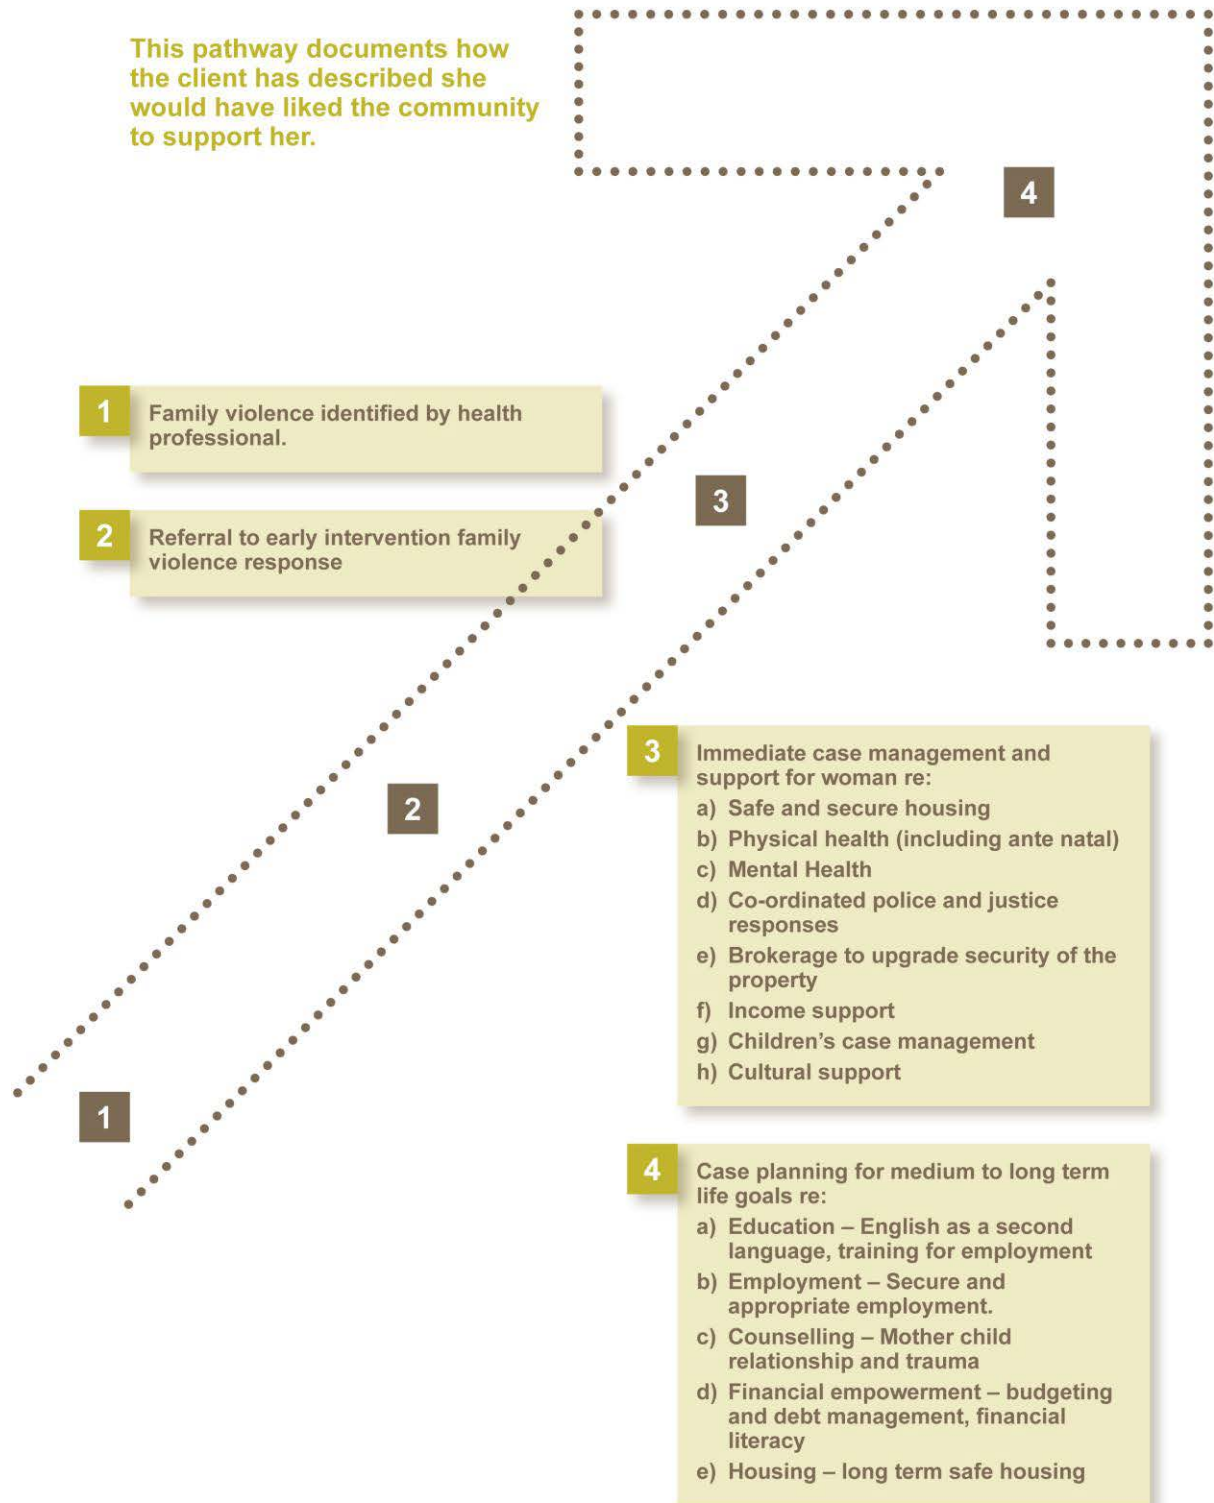 This pathway documents how
the client has described she
would have liked the community
to support her.
4
1
Family violence identified by health
professional.
3
2
Referral to early intervention family
violence response
3
Immediate case management and
support for woman re:
a) Safe and secure housing
2
b) Physical health (including ante natal)
c) Mental Health
d) Co-ordinated police and justice
responses
e) Brokerage to upgrade security of the
property
f) Income support
g) Children’s case management
h) Cultural support
1
4
Case planning for medium to long term
life goals re:
a) Education – English as a second
language, training for employment
b) Employment – Secure and
appropriate employment.
c) Counselling – Mother child
relationship and trauma
d) Financial empowerment – budgeting
and debt management, financial
literacy
e) Housing – long term safe housing